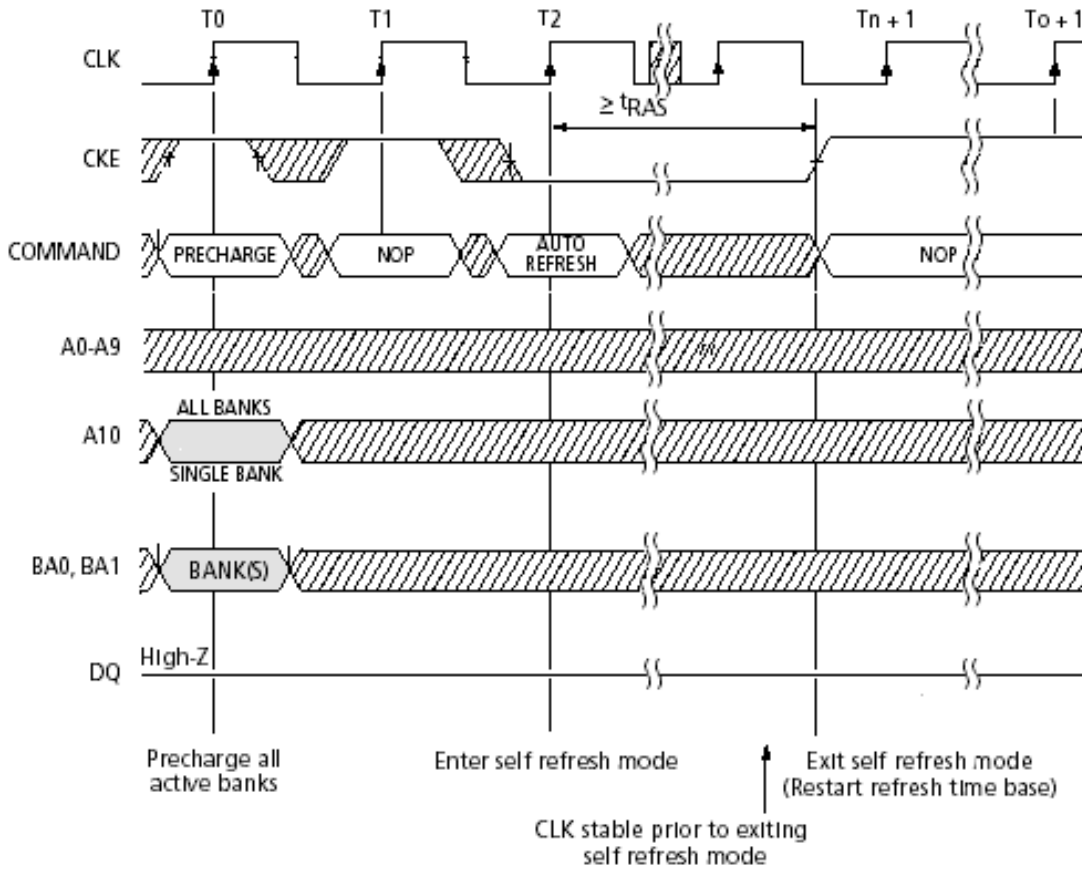 T0 T1 T2 Tn + 1 To + 1
CLK
≥ tRAS
CKE
COMMAND PRECHARGE NOP AUTO REFRESH NOP
A0-A9
ALL BANKS
A10
SINGLE BANK
BA0, BA1 BANK(S)
High-Z
DQ
Precharge all
active banks
Enter self refresh mode
Exit self refresh mode
(Restart refresh time base)
CLK stable prior to exiting
self refresh mode